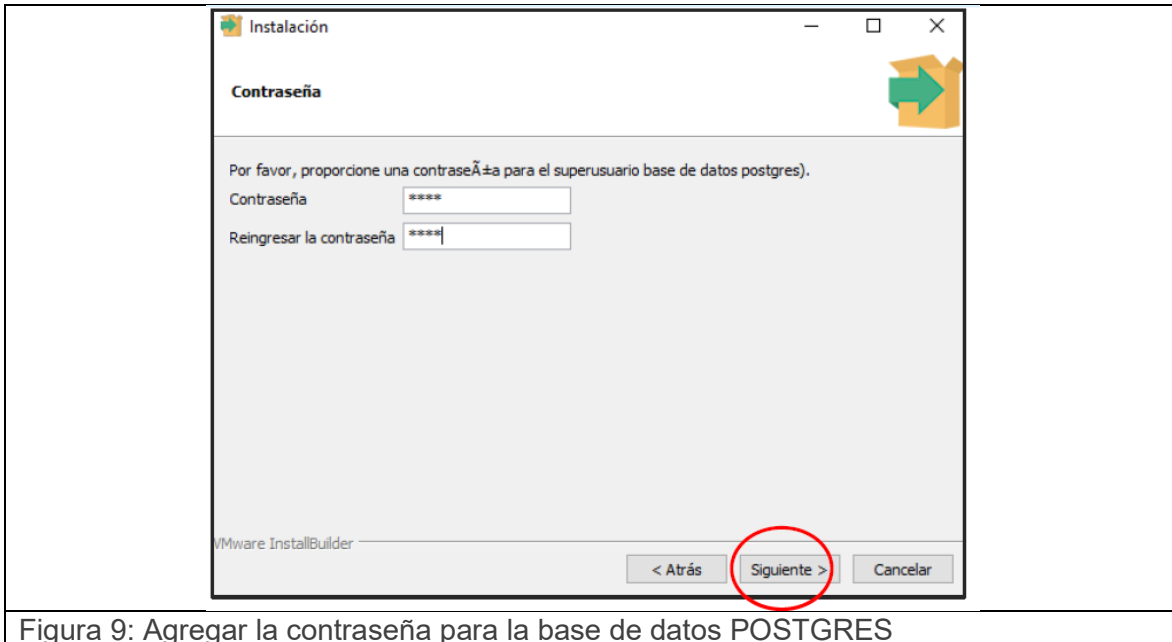 Instalación
Contraseña
Por favor, proporcione una contraseÃ±a para el superusuario base de datos postgres).
Contraseña ****
Reingresar la contraseña ****
VMware InstallBuilder
< Atrás Siguiente > Cancelar
Figura 9: Agregar la contraseña para la base de datos POSTGRES